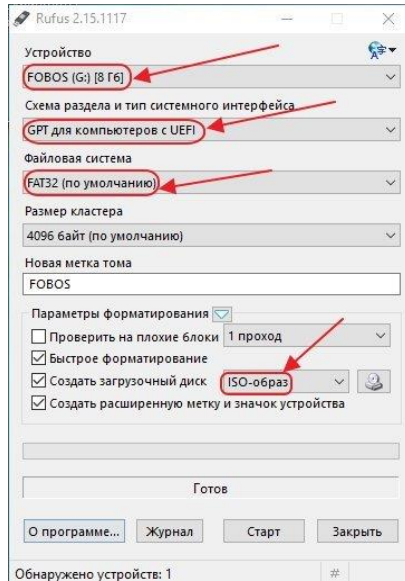 Rufus 2.15.1117
Устройство
FOBOS (G:) [8 Гб]
Схема раздела и тип системного интерфейса
GPT для компьютеров с UEFI
Файловая система
FAT32 (по умолчанию)
Размер кластера
4096 байт (по умолчанию)
Новая метка тома
FOBOS
Параметры форматирования
Проверить на плохие блоки 1 проход
Быстрое форматирование
Создать загрузочный диск ISO-образ
Создать расширенную метку и значок устройства
Готов
О программе... Журнал Старт Закрыть
Обнаружено устройств: 1 #